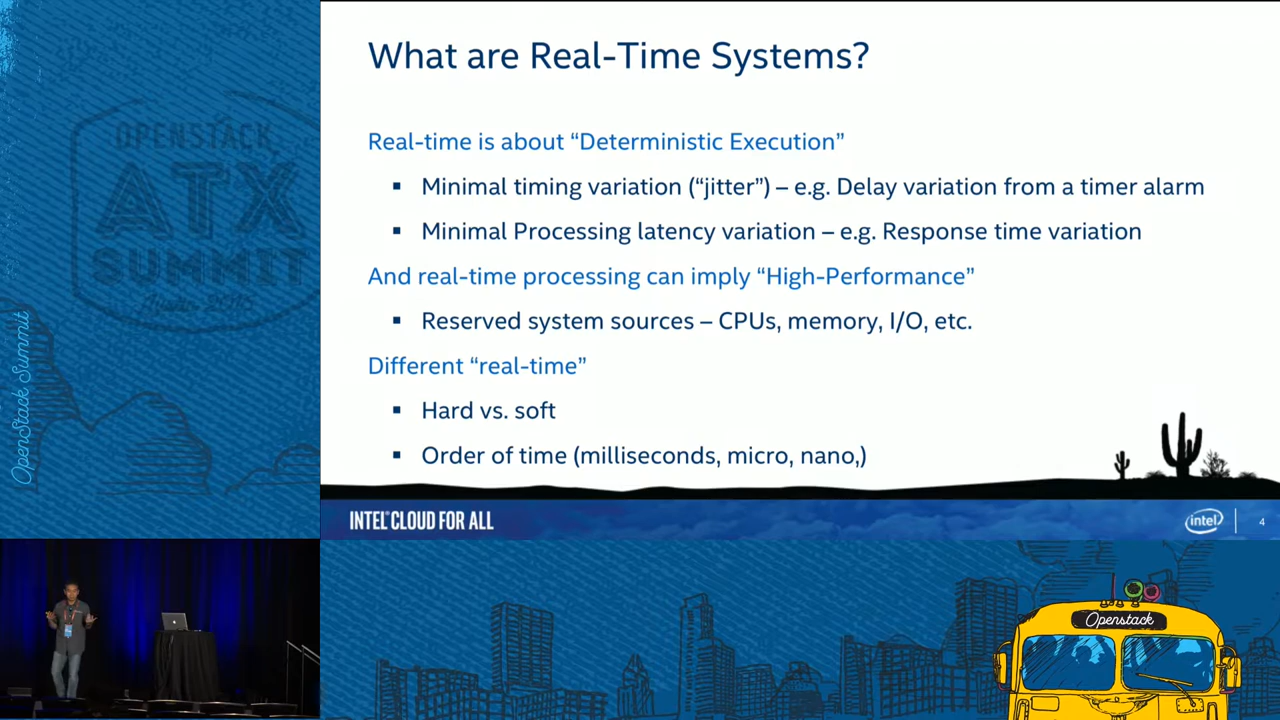 What are Real-Time Systems?
Real-time is about “Deterministic Execution”
▪ Minimal timing variation (“jitter”) – e.g. Delay variation from a timer alarm
▪ Minimal Processing latency variation – e.g. Response time variation
And real-time processing can imply “High-Performance”
▪ Reserved system sources – CPUs, memory, I/O, etc.
Different “real-time”
▪ Hard vs. soft
▪ Order of time (milliseconds, micro, nano,)
INTEL® CLOUD FOR ALL
intel
4
OPENSTACK
ATX
SUMMIT
OpenStack Summit
Openstack